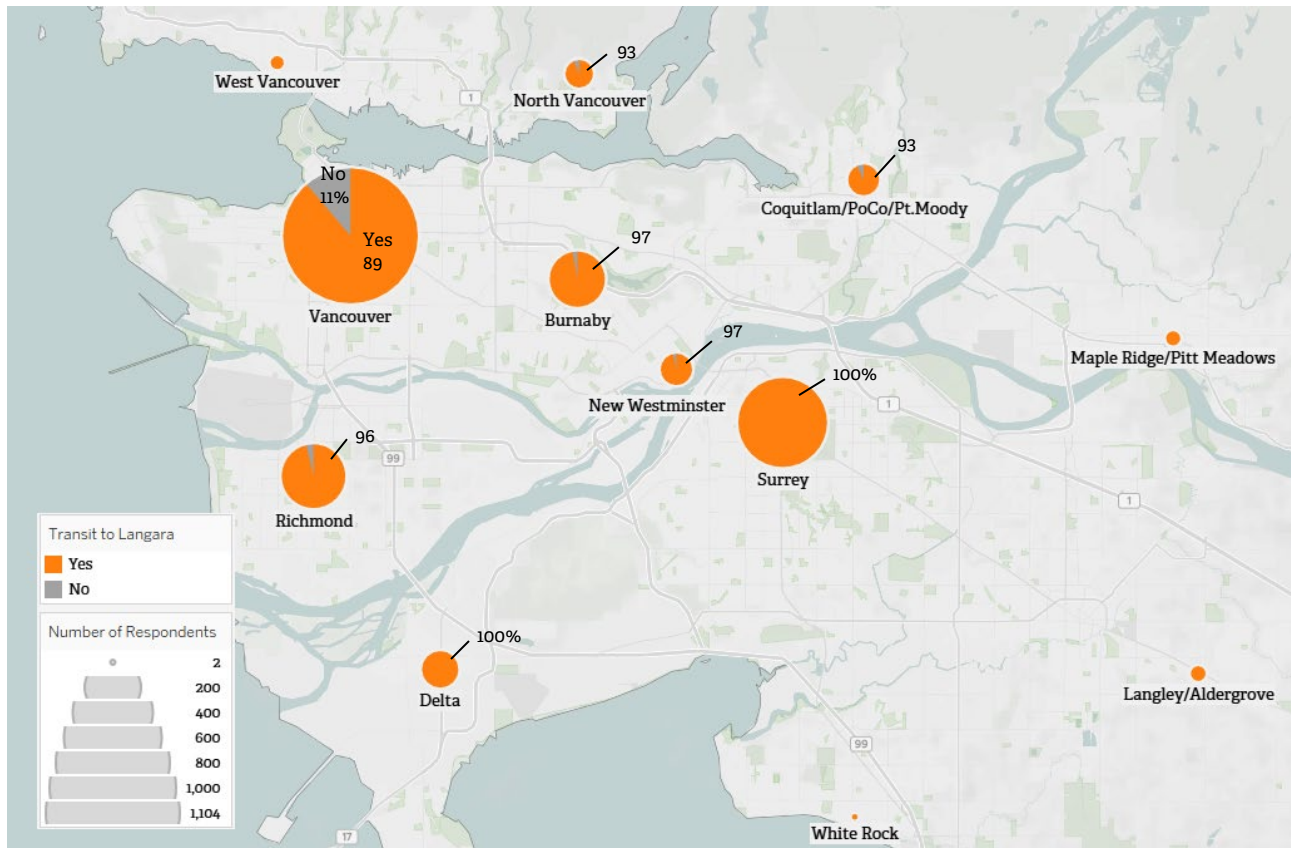 93
West Vancouver
North Vancouver
1
93
No
11%
Coquitlam/PoCo/Pt.Moody
Yes
89
97
Vancouver
Burnaby
97
Maple Ridge/Pitt Meadows
100%
New Westminster
1
96
99
Surrey
1
Richmond
Transit to Langara
Yes
No
Number of Respondents
2
200
400
600
800
1,000
1,104
100%
Delta
Langley/Aldergrove
99
White Rock
17